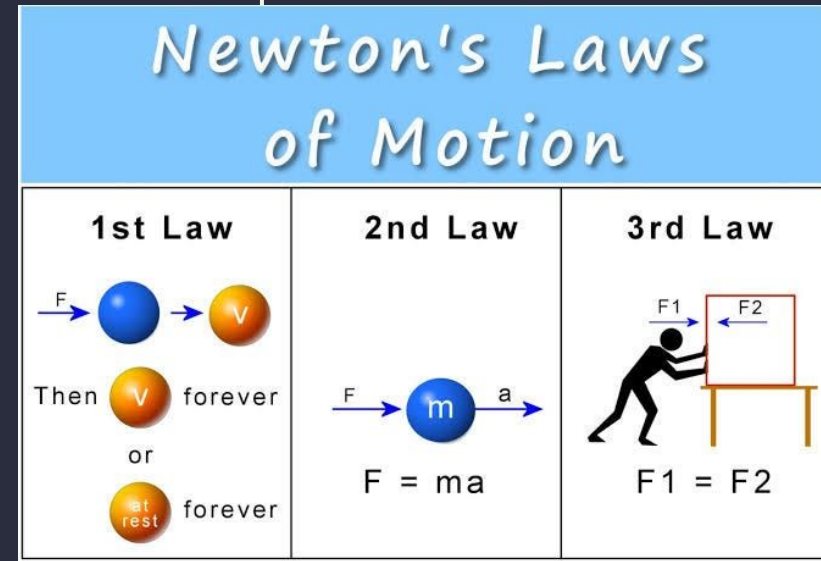 Newton's Laws
of Motion
1st Law
F
v
Then v forever
or
at
rest forever
2nd Law
F
m
a
F = ma
3rd Law
F1 F2
F1 = F2